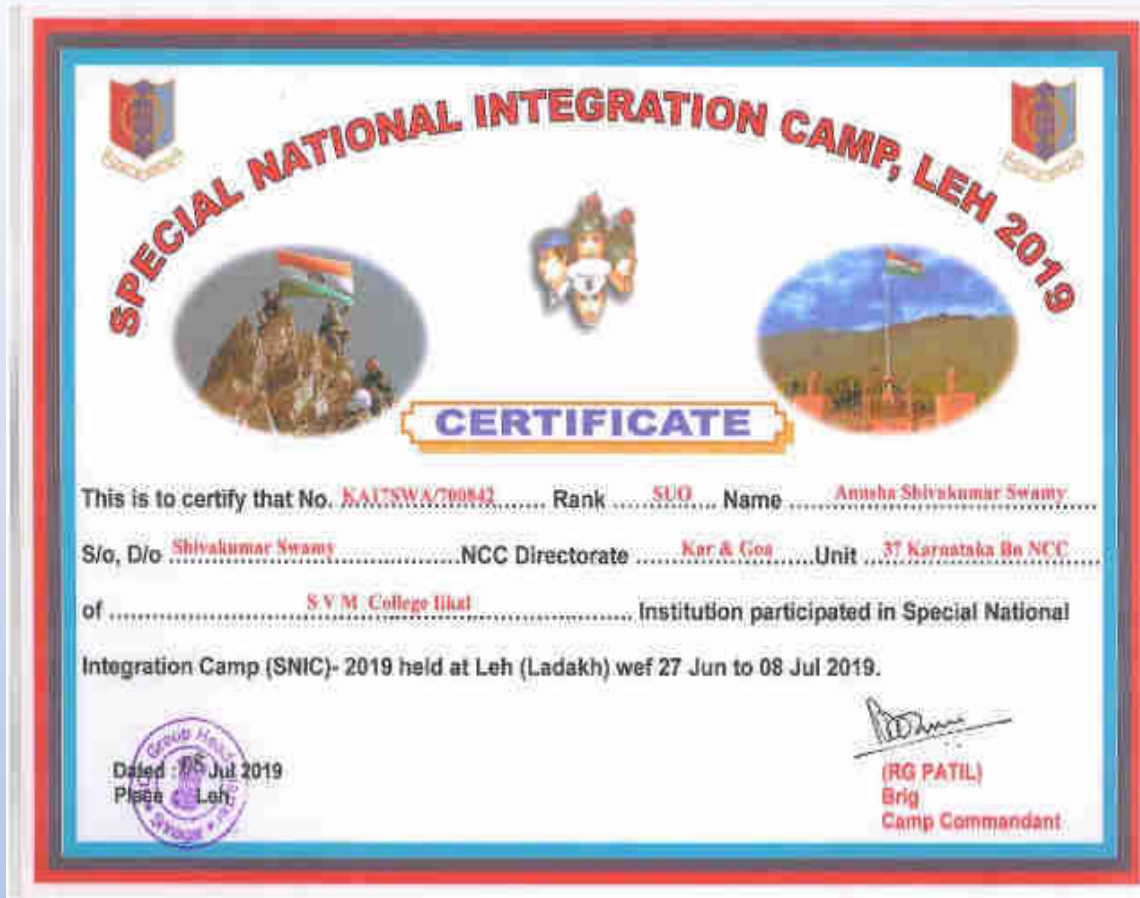 SPECIAL NATIONAL INTEGRATION CAMP, LEH 2019
CERTIFICATE
This is to certify that No. KA17SWA/700842 Rank SUO Name Anusha Shivakumar Swamy
S/o, D/o Shivakumar Swamy NCC Directorate Kar & Goa Unit 37 Karnataka Bn NCC
of S V M College Ilkal Institution participated in Special National
Integration Camp (SNIC)- 2019 held at Leh (Ladakh) wef 27 Jun to 08 Jul 2019.
Group Head
Dated : Jul 2019
Place Leh
(RG PATIL)
Brig
Camp Commandant